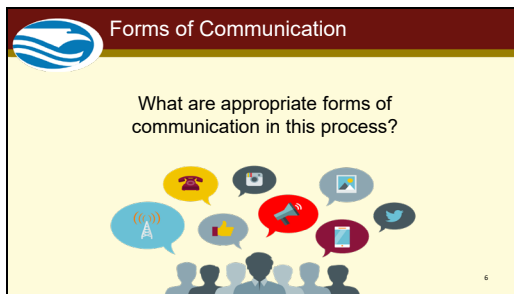 Forms of Communication
What are appropriate forms of
communication in this process?
6